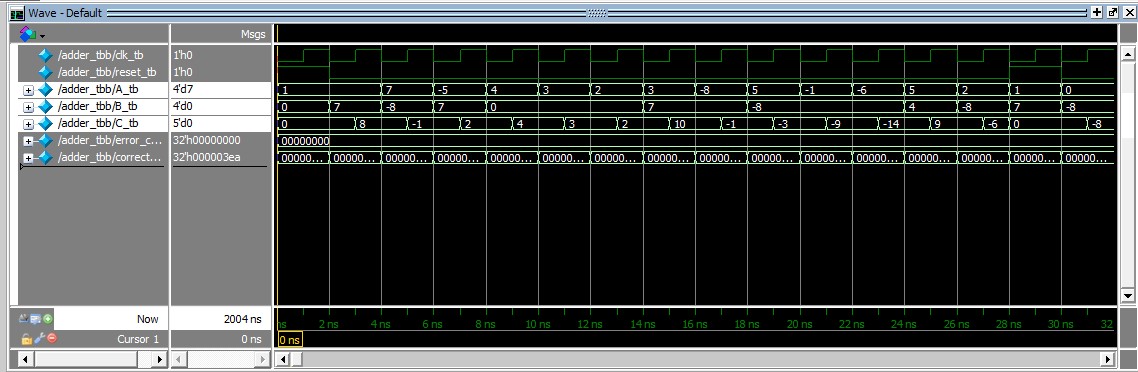 Wave - Default
Msgs
/adder_tbb/clk_tb 1'h0
/adder_tbb/reset_tb 1'h0
/adder_tbb/A_tb 4'd7 1 7 -5 4 3 2 3 -8 5 -1 -6 5 2 1 0
/adder_tbb/B_tb 4'd0 0 7 -8 7 0 7 -8 4 -8 7 -8
/adder_tbb/C_tb 5'd0 0 8 -1 2 4 3 2 10 -1 -3 -9 -14 9 -6 0 -8
/adder_tbb/error_c... 32'h00000000 00000000
/adder_tbb/correct... 32'h000003ea 00000... 00000... 00000... 00000... 00000... 00000... 00000... 00000... 00000... 00000... 00000... 00000... 00000... 00000... 00000... 00000...
Now 2004 ns ns 2 ns 4 ns 6 ns 8 ns 10 ns 12 ns 14 ns 16 ns 18 ns 20 ns 22 ns 24 ns 26 ns 28 ns 30 ns 32
Cursor 1 0 ns 0 ns